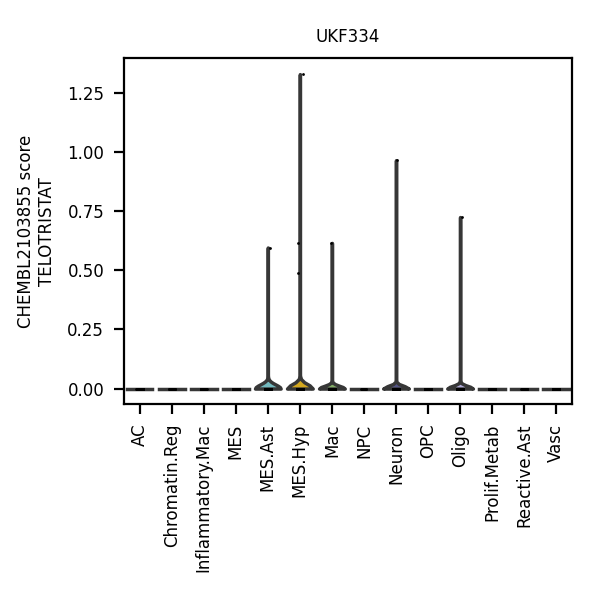 UKF334
CHEMBL2103855 score
TELOTRISTAT
1.25
1.00
0.75
0.50
0.25
0.00
AC
Chromatin.Reg
Inflammatory.Mac
MES
MES.Ast
MES.Hyp
Mac
NPC
Neuron
OPC
Oligo
Prolif.Metab
Reactive.Ast
Vasc